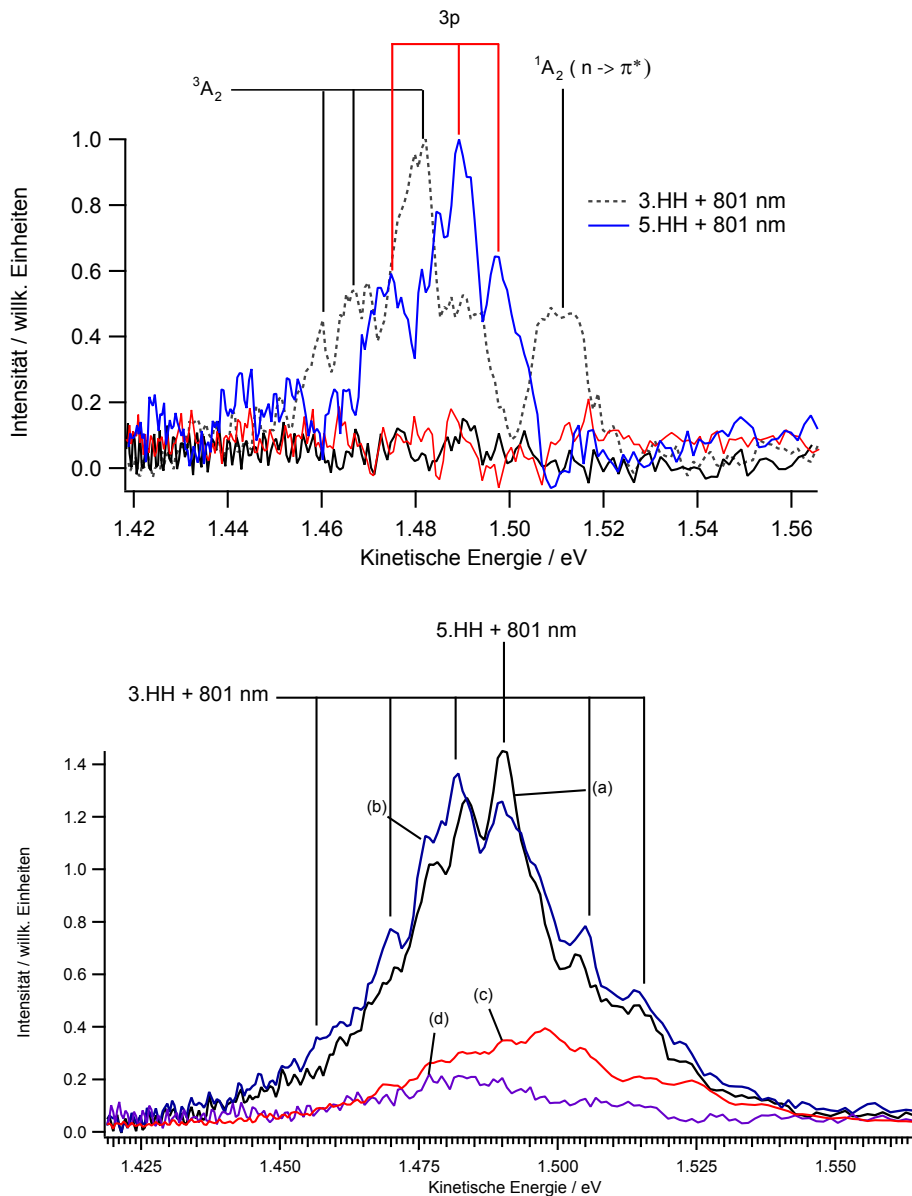 3p
³A₂
¹A₂ ( n -> π*)
1.0
0.8
0.6
0.4
0.2
0.0
Intensität / willk. Einheiten
3.HH + 801 nm
5.HH + 801 nm
1.42
1.44
1.46
1.48
1.50
1.52
1.54
1.56
Kinetische Energie / eV
5.HH + 801 nm
3.HH + 801 nm
1.4
1.2
1.0
0.8
0.6
0.4
0.2
0.0
Intensität / willk. Einheiten
(a)
(b)
(c)
(d)
1.425
1.450
1.475
1.500
1.525
1.550
Kinetische Energie / eV